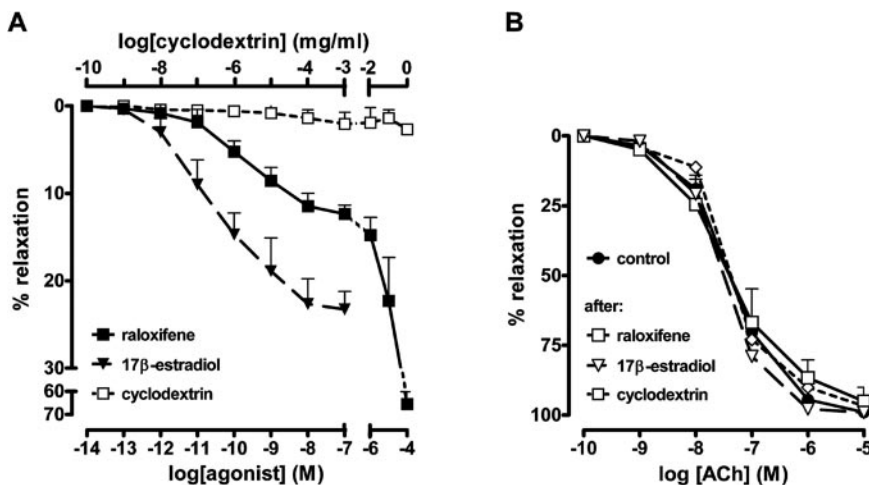 A
log[cyclodextrin] (mg/ml)
-10 -8 -6 -4 -3 -2 0
0
10
20
30
60
70
% relaxation
raloxifene
17β-estradiol
cyclodextrin
-14 -13 -12 -11 -10 -9 -8 -7 -6 -4
log[agonist] (M)
B
0
25
50
75
100
% relaxation
control
after:
raloxifene
17β-estradiol
cyclodextrin
-10 -9 -8 -7 -6 -5
log [ACh] (M)